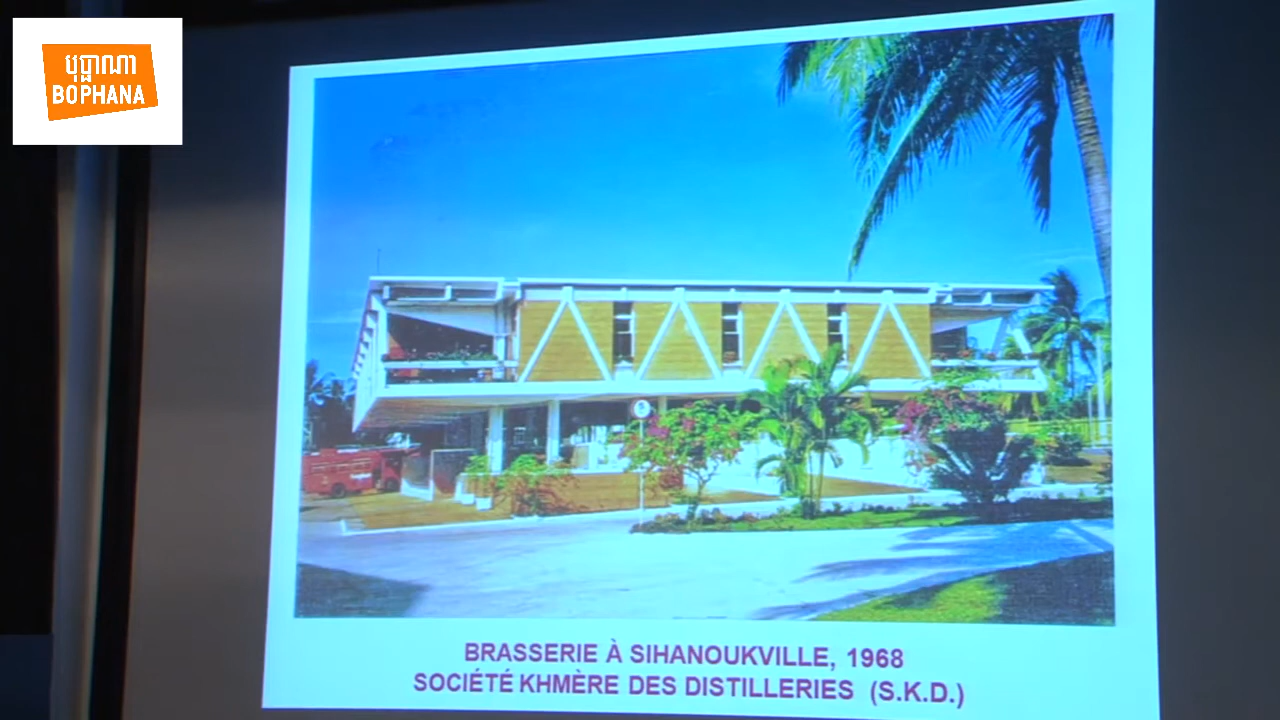 បុប្ផាណា
BOPHANA
BRASSERIE À SIHANOUKVILLE, 1968
SOCIÉTÉ KHMÈRE DES DISTILLERIES (S.K.D.)